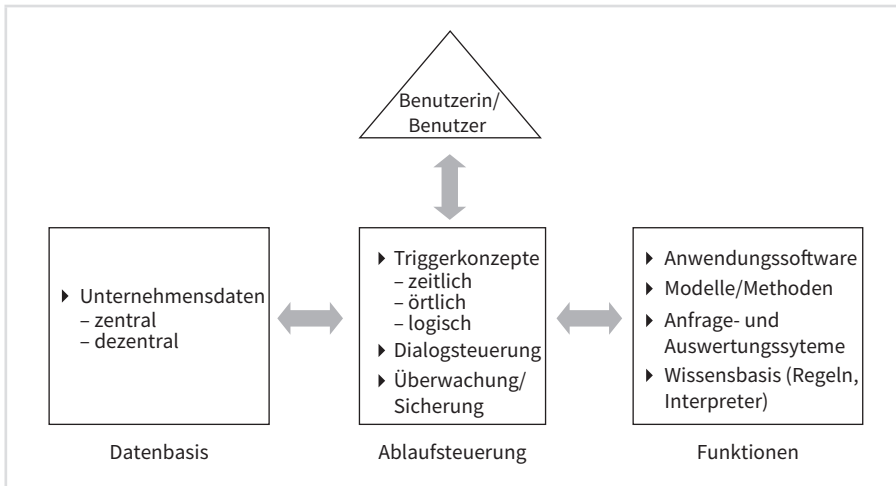 Benutzerin/
Benutzer
Unternehmensdaten
– zentral
– dezentral
Datenbasis
Triggerkonzepte
– zeitlich
– örtlich
– logisch
Dialogsteuerung
Überwachung/
Sicherung
Ablaufsteuerung
Anwendungssoftware
Modelle/Methoden
Anfrage- und
Auswertungssyteme
Wissensbasis (Regeln,
Interpreter)
Funktionen